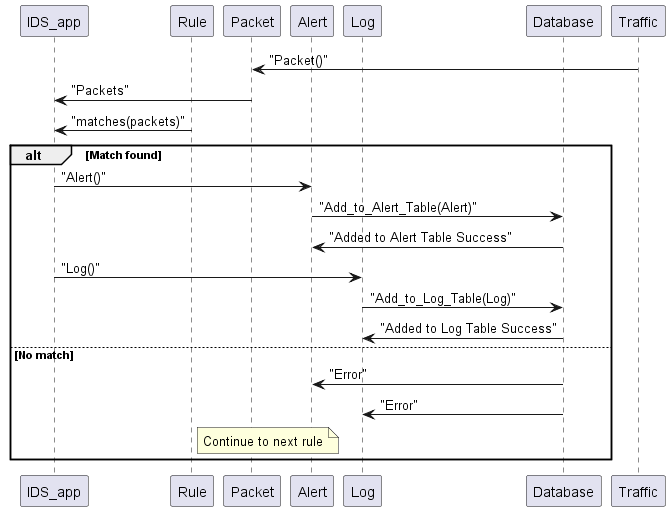 IDS_app Rule Packet Alert Log Database Traffic
"Packet()"
"Packets"
"matches(packets)"
alt [Match found]
"Alert()"
"Add_to_Alert_Table(Alert)"
"Added to Alert Table Success"
"Log()"
"Add_to_Log_Table(Log)"
"Added to Log Table Success"
[No match]
"Error"
"Error"
Continue to next rule
IDS_app Rule Packet Alert Log Database Traffic